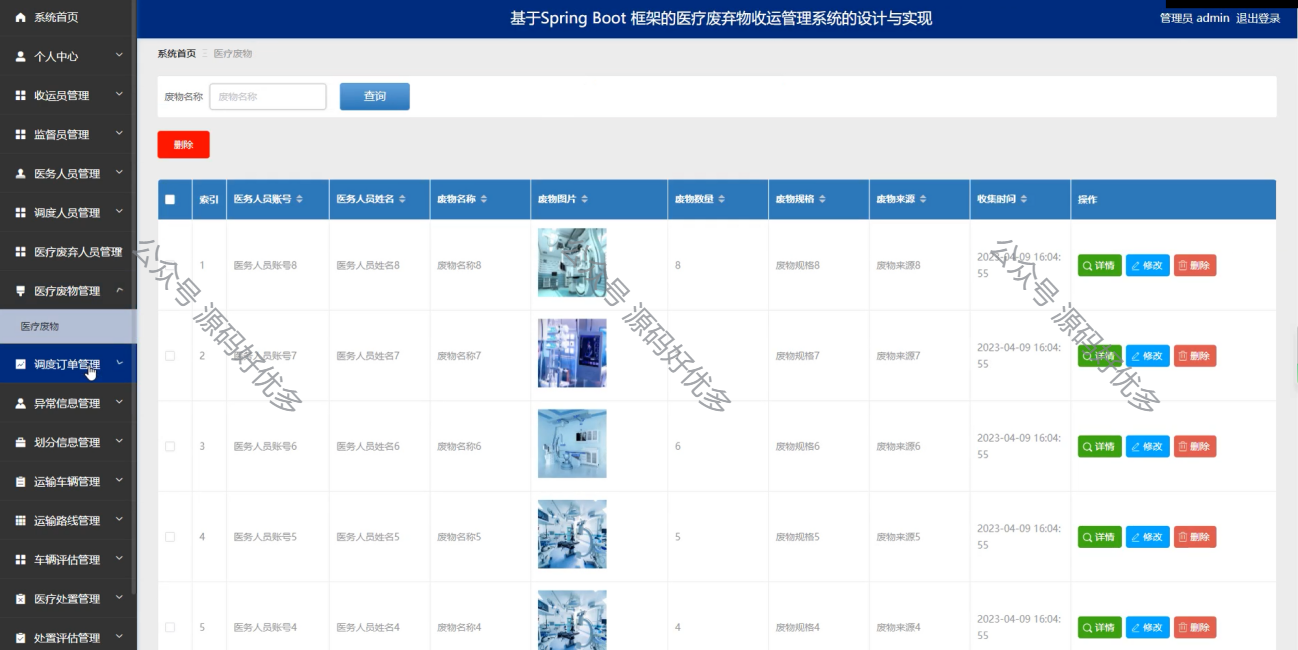 系统首页
个人中心
收运员管理
监督员管理
医务人员管理
调度人员管理
医疗废弃人员管理
医疗废物管理
医疗废物
调度订单管理
异常信息管理
划分信息管理
运输车辆管理
运输路线管理
车辆评估管理
医疗处置管理
处置评估管理
基于Spring Boot 框架的医疗废弃物收运管理系统的设计与实现
管理员 admin 退出登录
系统首页 医疗废物
废物名称 废物名称 查询
删除
索引 医务人员账号 医务人员姓名 废物名称 废物图片 废物数量 废物规格 废物来源 收集时间 操作
1 医务人员账号8 医务人员姓名8 废物名称8 8 废物规格8 废物来源8 2023-04-09 16:04:
55 详情 修改 删除
2 医务人员账号7 医务人员姓名7 废物名称7 废物规格7 废物来源7 2023-04-09 16:04:
55 详情 修改 删除
3 医务人员账号6 医务人员姓名6 废物名称6 6 废物规格6 废物来源6 2023-04-09 16:04:
55 详情 修改 删除
4 医务人员账号5 医务人员姓名5 废物名称5 5 废物规格5 废物来源5 2023-04-09 16:04:
55 详情 修改 删除
5 医务人员账号4 医务人员姓名4 废物名称4 4 废物规格4 废物来源4 2023-04-09 16:04:
55 详情 修改 删除
公众号 源码好优多
众号 源码好优多
公众号 源码好优多